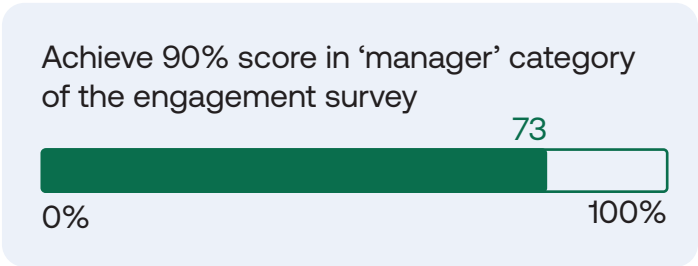 Achieve 90% score in ‘manager’ category
of the engagement survey
73
0%
100%